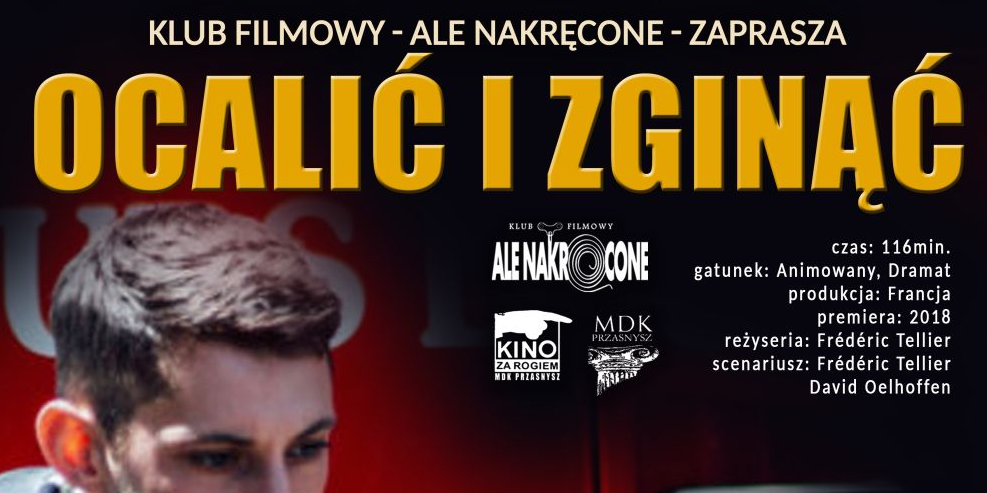 KLUB FILMOWY - ALE NAKRĘCONE - ZAPRASZA
OCALIĆ I ZGINĄĆ
KLUB FILMOWY
ALE NAKRĘCONE
KINO
ZA ROGIEM
MDK PRZASNYSZ
MDK
PRZASNYSZ
czas: 116min.
gatunek: Animowany, Dramat
produkcja: Francja
premiera: 2018
reżyseria: Frédéric Tellier
scenariusz: Frédéric Tellier
David Oelhoffen